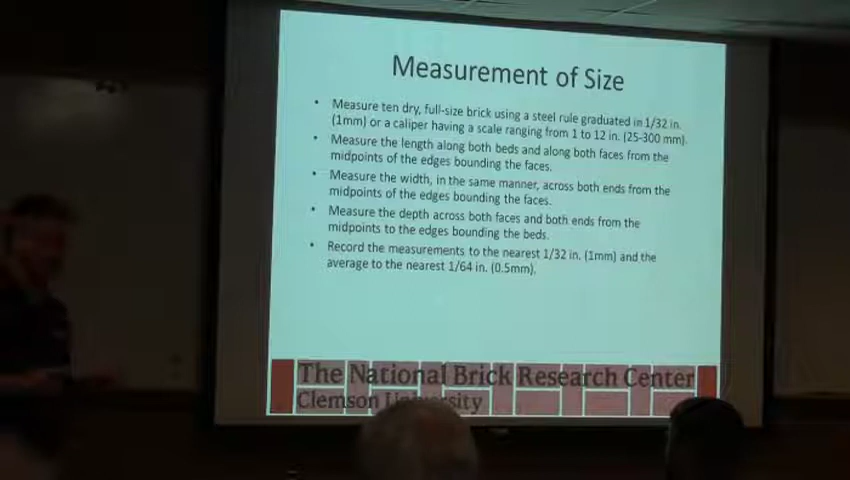 Measurement of Size
• Measure ten dry, full-size brick using a steel rule graduated in 1/32 in.
(1mm) or a caliper having a scale ranging from 1 to 12 in. (25-300 mm).
• Measure the length along both beds and along both faces from the
midpoints of the edges bounding the faces.
• Measure the width, in the same manner, across both ends from the
midpoints of the edges bounding the faces.
• Measure the depth across both faces and both ends from the
midpoints to the edges bounding the beds.
• Record the measurements to the nearest 1/32 in. (1mm) and the
average to the nearest 1/64 in. (0.5mm).
The National Brick Research Center
Clemson University